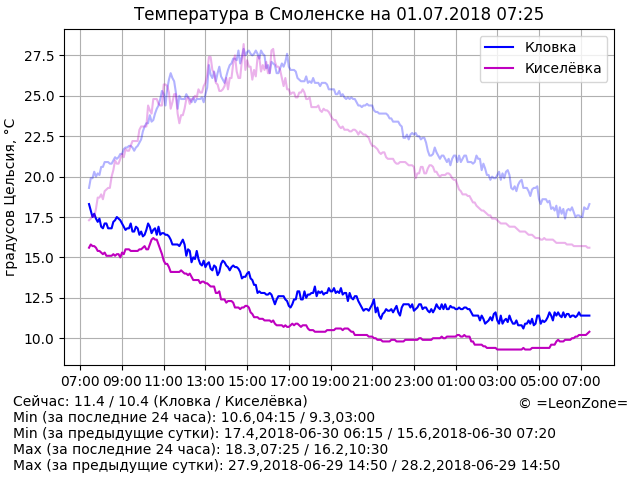 Температура в Смоленске на 01.07.2018 07:25
Кловка
Киселёвка
градусов Цельсия, °C
27.5
25.0
22.5
20.0
17.5
15.0
12.5
10.0
07:00 09:00 11:00 13:00 15:00 17:00 19:00 21:00 23:00 01:00 03:00 05:00 07:00
Сейчас: 11.4 / 10.4 (Кловка / Киселёвка)
© =LeonZone=
Min (за последние 24 часа): 10.6,04:15 / 9.3,03:00
Min (за предыдущие сутки): 17.4,2018-06-30 06:15 / 15.6,2018-06-30 07:20
Max (за последние 24 часа): 18.3,07:25 / 16.2,10:30
Max (за предыдущие сутки): 27.9,2018-06-29 14:50 / 28.2,2018-06-29 14:50